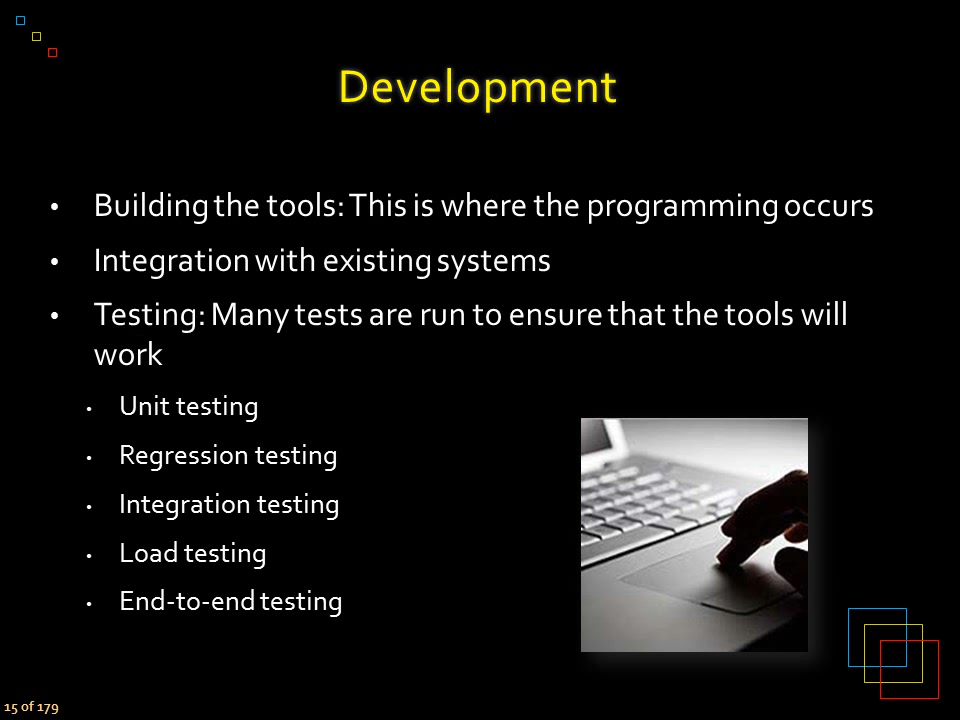 Development
• Building the tools: This is where the programming occurs
• Integration with existing systems
• Testing: Many tests are run to ensure that the tools will
work
• Unit testing
• Regression testing
• Integration testing
• Load testing
• End-to-end testing
15 of 179